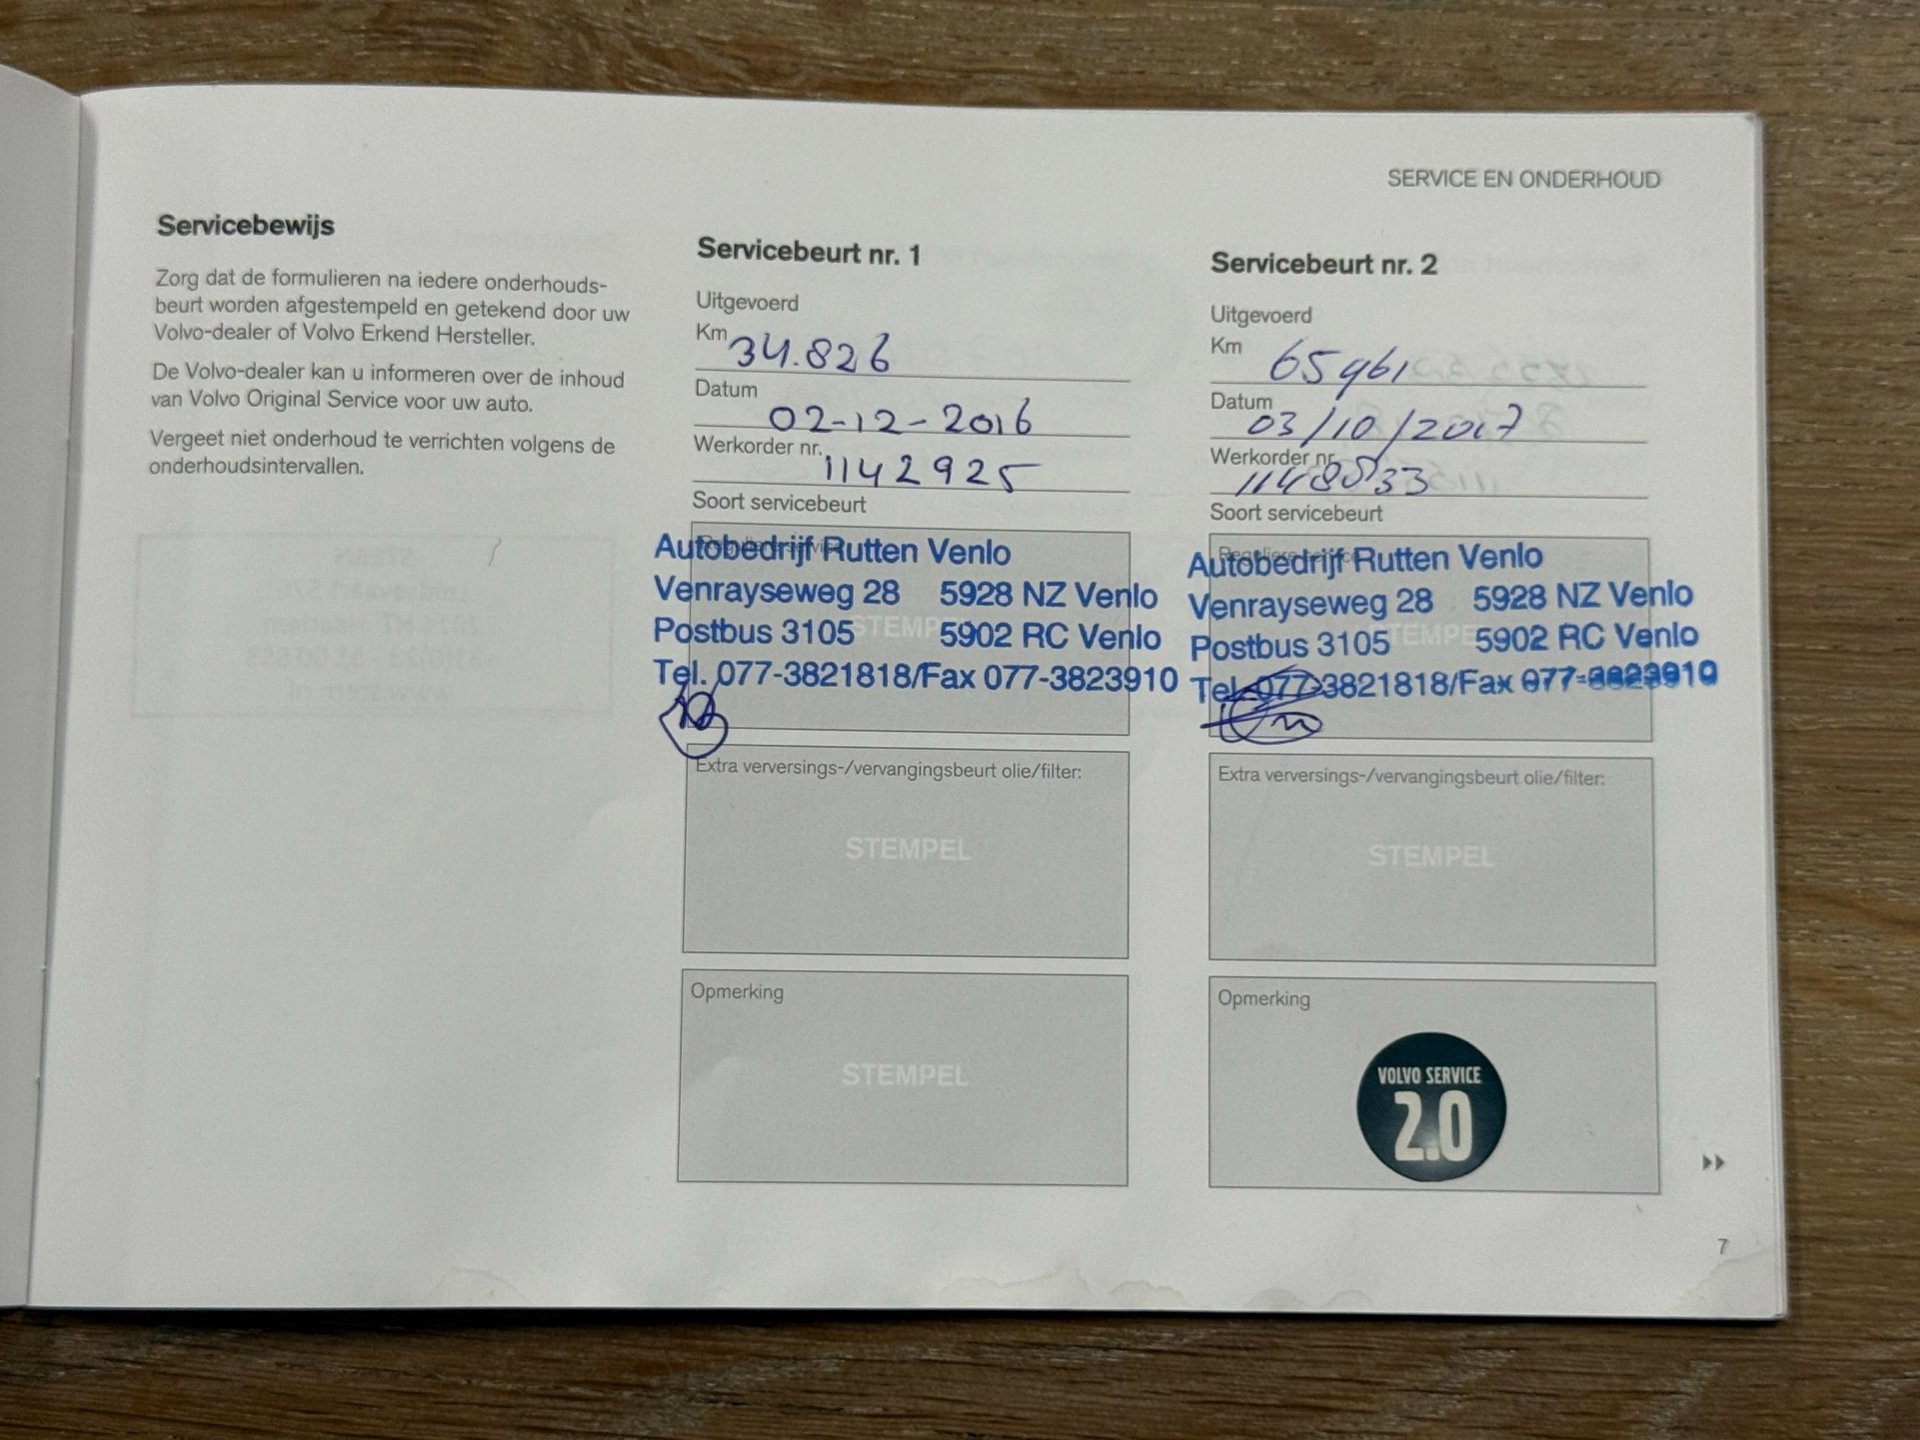 SERVICE EN ONDERHOUD
Servicebewijs
Zorg dat de formulieren na iedere onderhouds-
beurt worden afgestempeld en getekend door uw
Volvo-dealer of Volvo Erkend Hersteller.
De Volvo-dealer kan u informeren over de inhoud
van Volvo Original Service voor uw auto.
Vergeet niet onderhoud te verrichten volgens de
onderhoudsintervallen.
Servicebeurt nr. 1
Uitgevoerd
Km 34.826
Datum
02-12-2016
Werkorder nr.
1142925
Soort servicebeurt
Reguliere service
Autobedrijf Rutten Venlo
Venrayseweg 28 5928 NZ Venlo
STEMPEL
Postbus 3105 5902 RC Venlo
Tel. 077-3821818/Fax 077-3823910
Extra verversings-/vervangingsbeurt olie/filter:
STEMPEL
Opmerking
STEMPEL
Servicebeurt nr. 2
Uitgevoerd
Km 65961
Datum
03/10/2017
Werkorder nr.
Soort servicebeurt
Reguliere service
Autobedrijf Rutten Venlo
Venrayseweg 28 5928 NZ Venlo
STEMPEL
Postbus 3105 5902 RC Venlo
Tel. 077-3821818/Fax 077-3823910
Extra verversings-/vervangingsbeurt olie/filter:
STEMPEL
Opmerking
VOLVO SERVICE
2.0
7